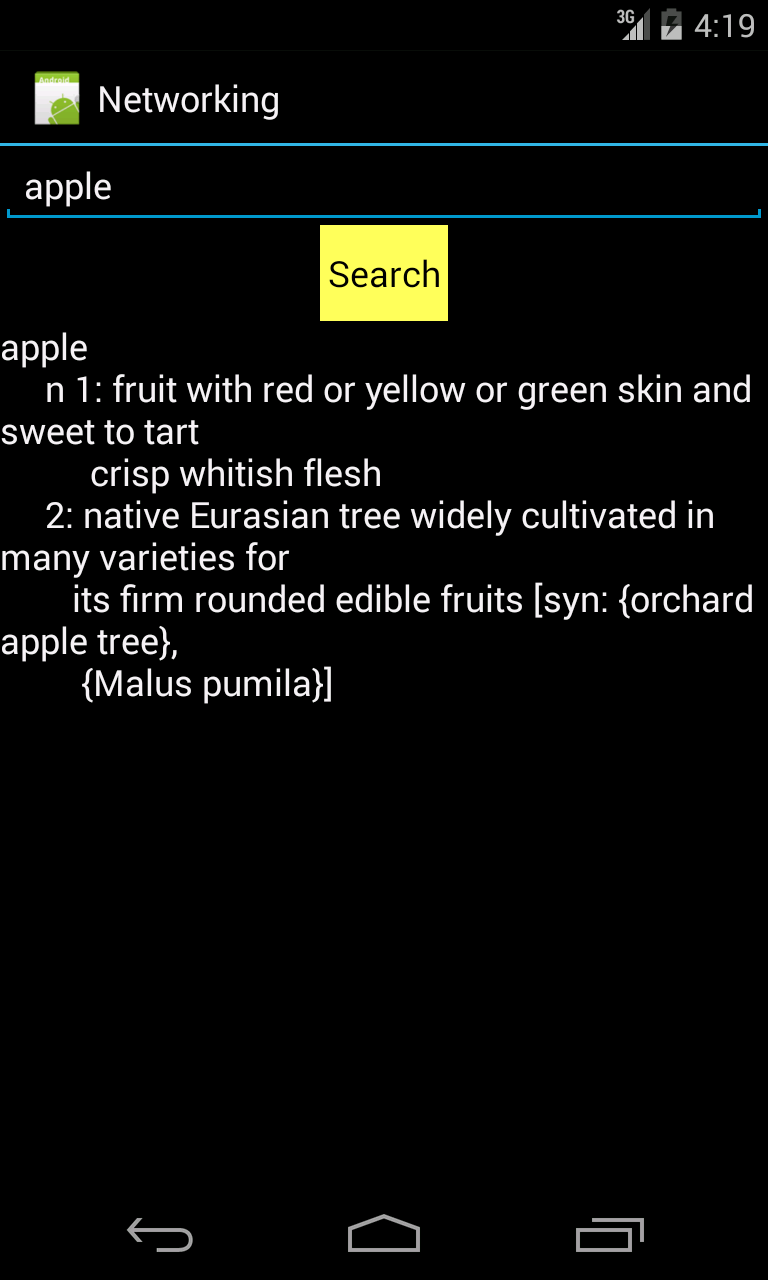 3G 4:19
Android
Networking
apple
Search
apple
n 1: fruit with red or yellow or green skin and
sweet to tart
crisp whitish flesh
2: native Eurasian tree widely cultivated in
many varieties for
its firm rounded edible fruits [syn: {orchard
apple tree},
{Malus pumila}]